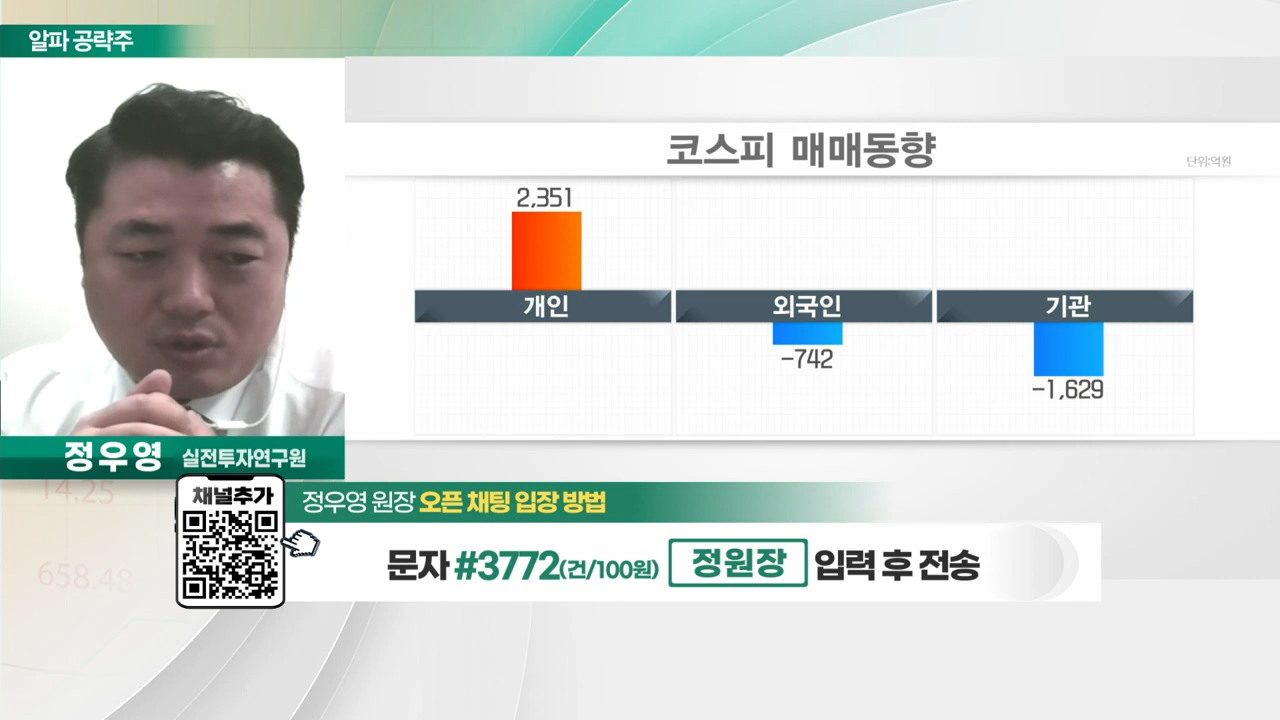 알파 공략주
코스피 매매동향
단위:억원
2,351
개인
외국인
기관
-742
-1,629
정우영 실전투자연구원
14.25
채널추가
정우영 원장 오픈 채팅 입장 방법
문자 #3772(건/100원) 정원장 입력 후 전송
658.48